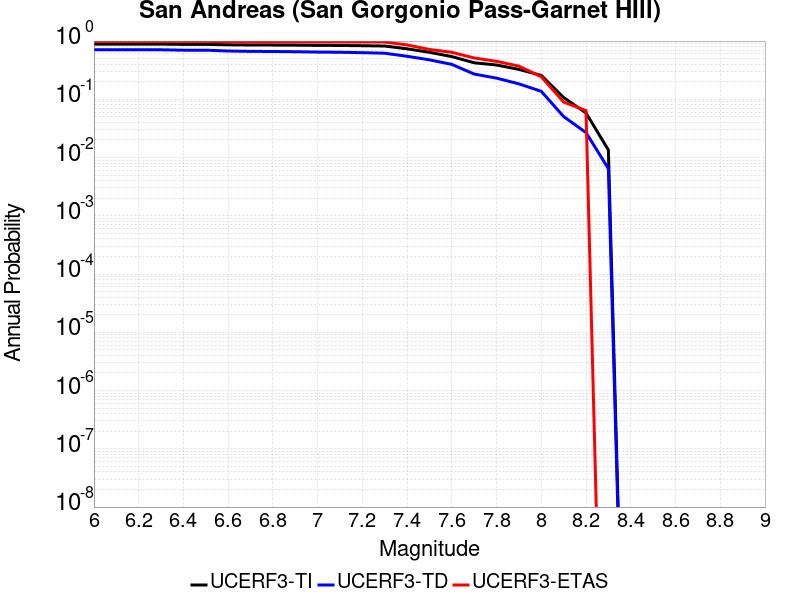 San Andreas (San Gorgonio Pass-Garnet HIll)
Annual Probability
10^0
10^-1
10^-2
10^-3
10^-4
10^-5
10^-6
10^-7
10^-8
6 6.2 6.4 6.6 6.8 7 7.2 7.4 7.6 7.8 8 8.2 8.4 8.6 8.8 9
Magnitude
UCERF3-TI UCERF3-TD UCERF3-ETAS